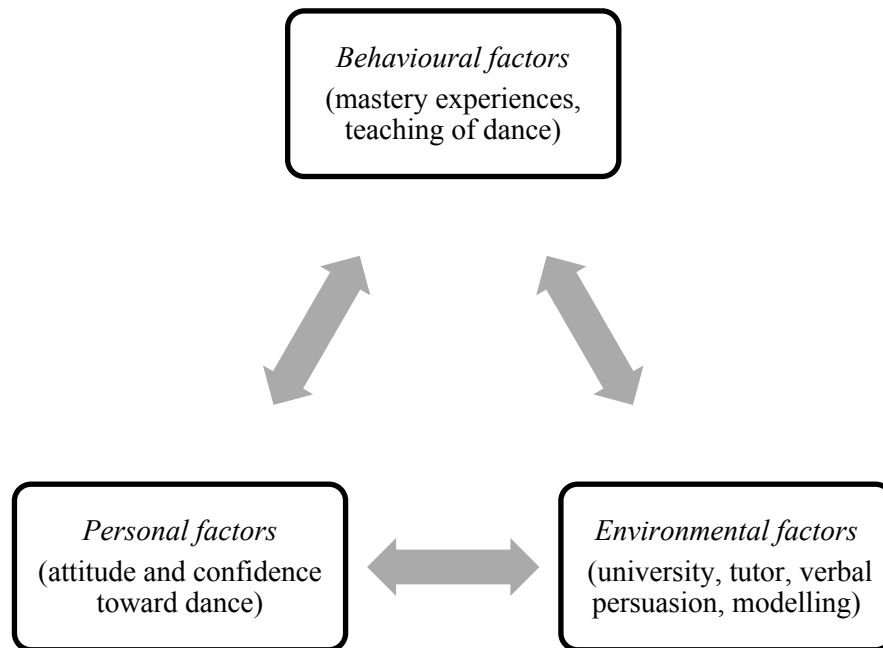 Behavioural factors
(mastery experiences,
teaching of dance)
Personal factors
(attitude and confidence
toward dance)
Environmental factors
(university, tutor, verbal
persuasion, modelling)